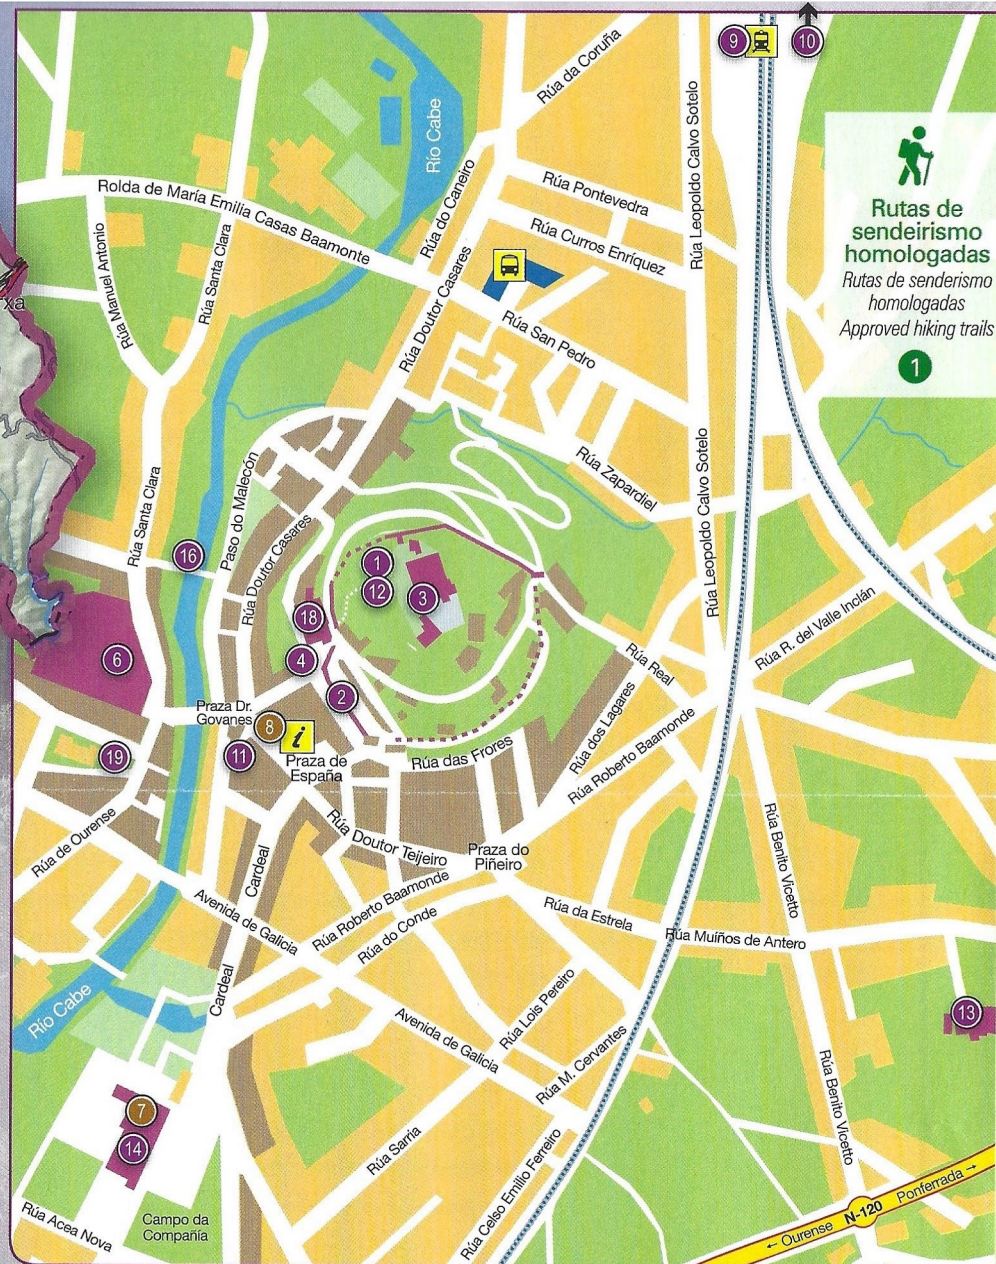 9
10
Rúa da Coruña
Río Cabe
Rúa Leopoldo Calvo Sotelo
Rutas de
sendeirismo
homologadas
Rutas de senderismo
homologadas
Approved hiking trails
1
Rolda de María Emilia Casas Baamonte
Rúa do Caneiro
Rúa Pontevedra
Rúa Curros Enríquez
Rúa Manuel Antonio
Rúa Santa Clara
Rúa Doutor Casares
xa
Rúa San Pedro
Rúa Zapardiel
Rúa Leopoldo Calvo Sotelo
Rúa Santa Clara
Paso do Malecón
Rúa Doutor Casares
16
1
12
3
18
4
2
6
Rúa R. del Valle Inclán
Rúa Real
Rúa dos Lagares
Rúa Roberto Baamonde
Praza Dr.
Govanes
8
i
11
19
Praza de
España
Rúa das Frores
Rúa de Ourense
Rúa Doutor Teijeiro
Praza do
Piñeiro
Rúa Benito Vicetto
Cardeal
Avenida de Galicia
Rúa Roberto Baamonde
Rúa do Conde
Rúa da Estrela
Rúa Muíños de Antero
Cardeal
Río Cabe
Avenida de Galicia
Rúa Lois Pereiro
Rúa M. Cervantes
13
Rúa Benito Vicetto
7
14
Rúa Sarria
Rúa Celso Emilio Ferreiro
Rúa Acea Nova
Campo da
Compañía
← Ourense N-120 Ponferrada →